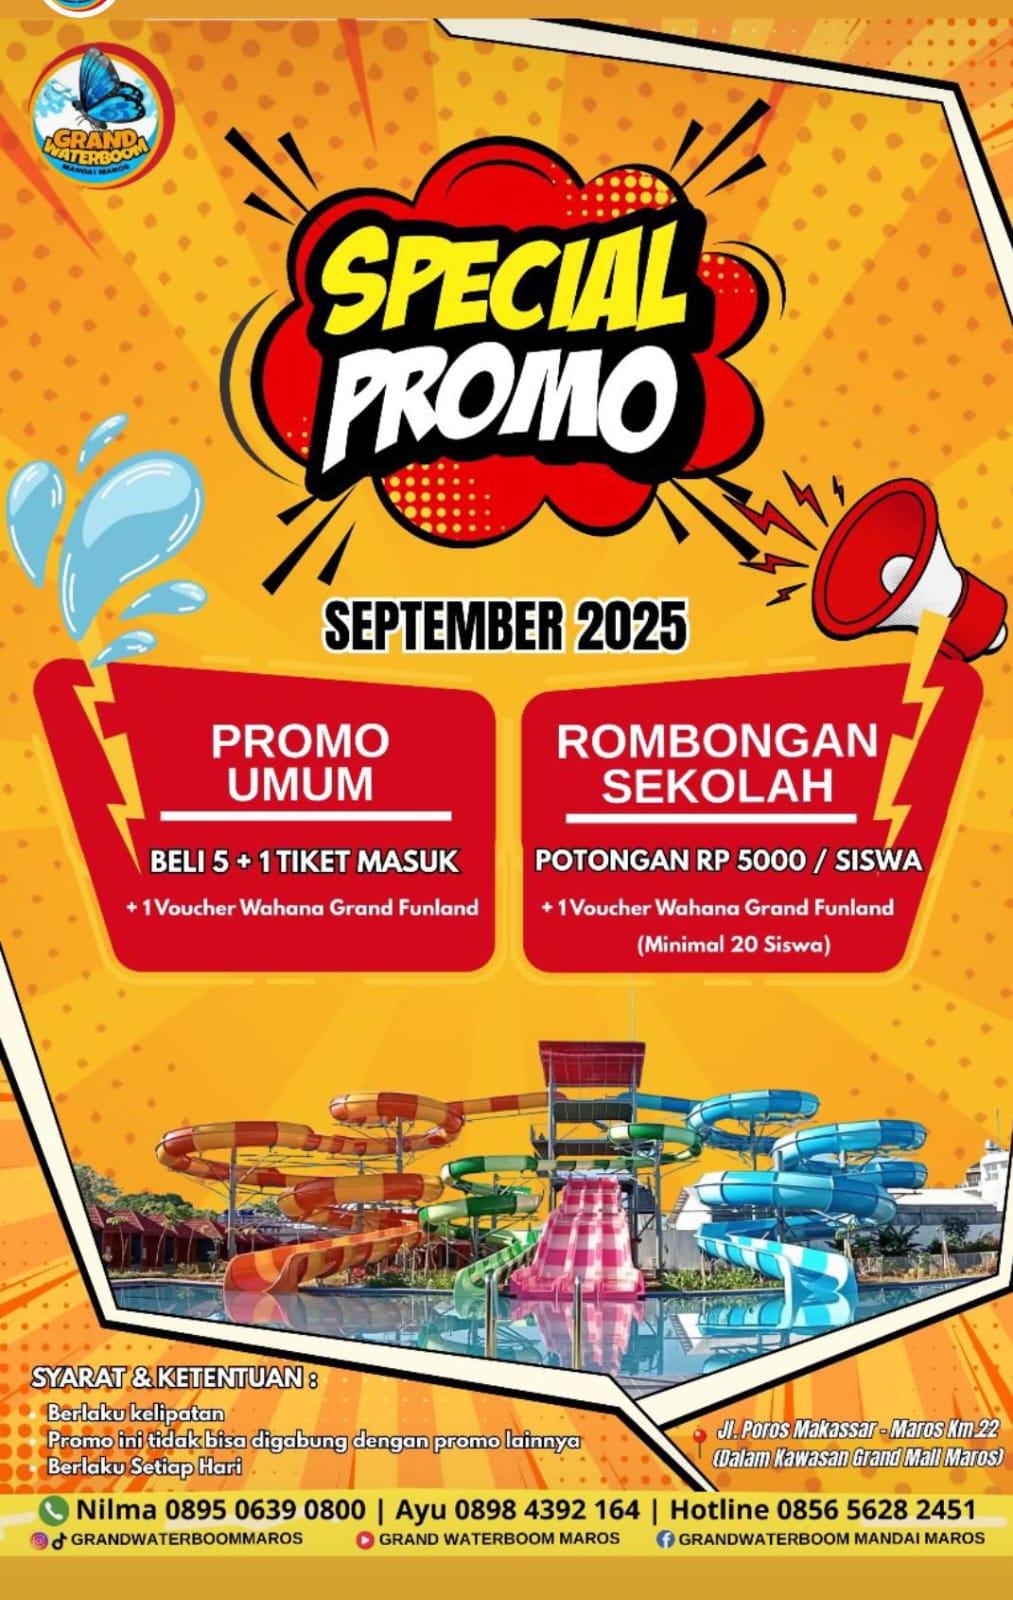 GRAND
WATERBOOM
MANDAI MAROS
SPECIAL
PROMO
SEPTEMBER 2025
PROMO
UMUM
BELI 5 + 1 TIKET MASUK
+ 1 Voucher Wahana Grand Funland
ROMBONGAN
SEKOLAH
POTONGAN RP 5000 / SISWA
+ 1 Voucher Wahana Grand Funland
(Minimal 20 Siswa)
SYARAT & KETENTUAN :
Berlaku kelipatan
Promo ini tidak bisa digabung dengan promo lainnya
Berlaku Setiap Hari
Jl. Poros Makassar - Maros Km.22
(Dalam Kawasan Grand Mall Maros)
Nilma 0895 0639 0800 | Ayu 0898 4392 164 | Hotline 0856 5628 2451
GRANDWATERBOOMMAROS GRAND WATERBOOM MAROS GRANDWATERBOOM MANDAI MAROS